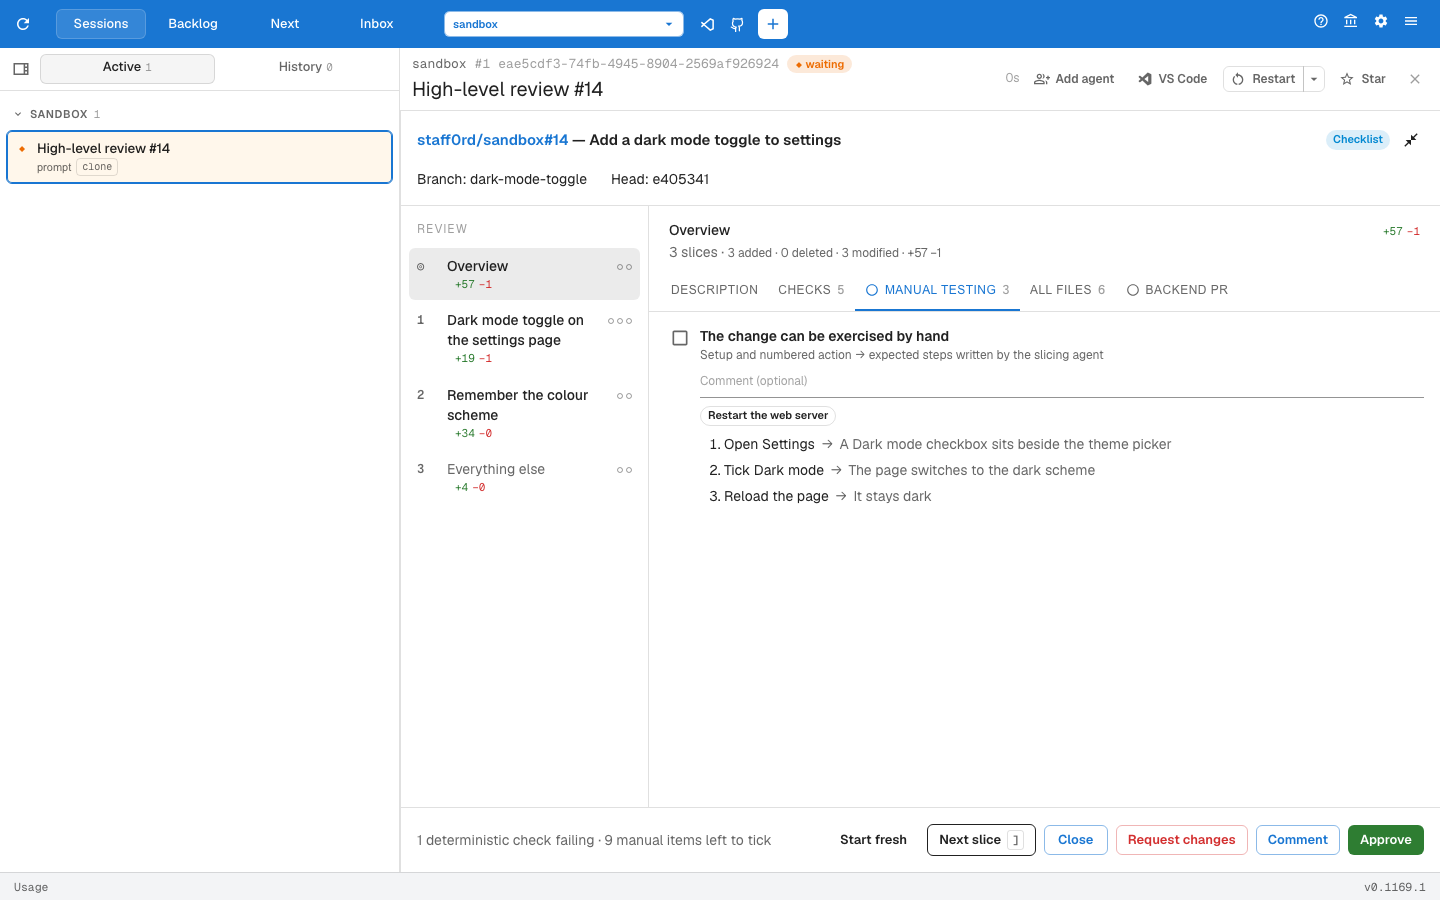 Sessions Backlog Next Inbox sandbox
Active 1 History 0
SANDBOX 1
High-level review #14
prompt clone
sandbox #1 eae5cdf3-74fb-4945-8904-2569af926924 waiting
High-level review #14
0s Add agent VS Code Restart Star
staff0rd/sandbox#14 — Add a dark mode toggle to settings
Checklist
Branch: dark-mode-toggle Head: e405341
REVIEW
Overview
+57 −1
1 Dark mode toggle on
the settings page
+19 −1
2 Remember the colour
scheme
+34 −0
3 Everything else
+4 −0
Overview
+57 −1
3 slices · 3 added · 0 deleted · 3 modified · +57 −1
DESCRIPTION CHECKS 5 MANUAL TESTING 3 ALL FILES 6 BACKEND PR
The change can be exercised by hand
Setup and numbered action → expected steps written by the slicing agent
Comment (optional)
Restart the web server
1. Open Settings → A Dark mode checkbox sits beside the theme picker
2. Tick Dark mode → The page switches to the dark scheme
3. Reload the page → It stays dark
1 deterministic check failing · 9 manual items left to tick
Start fresh Next slice ] Close Request changes Comment Approve
Usage v0.1169.1